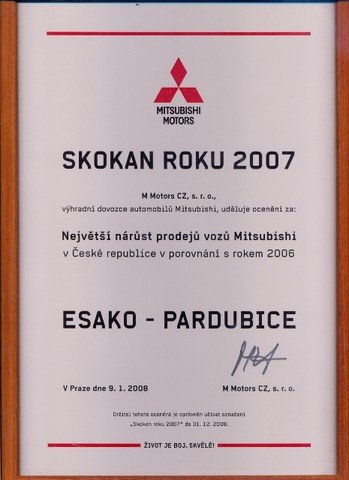 MITSUBISHI
MOTORS
SKOKAN ROKU 2007
M Motors CZ, s. r. o.,
výhradní dovozce automobilů Mitsubishi, uděluje ocenění za:
Největší nárůst prodejů vozů Mitsubishi
v České republice v porovnání s rokem 2006
ESAKO - PARDUBICE
V Praze dne 9. 1. 2008 M Motors CZ, s. r. o.
Držitel tohoto ocenění je oprávněn užívat označení
„Skokan roku 2007“ do 31. 12. 2008.
ŽIVOT JE BOJ. SKVĚLÉ!